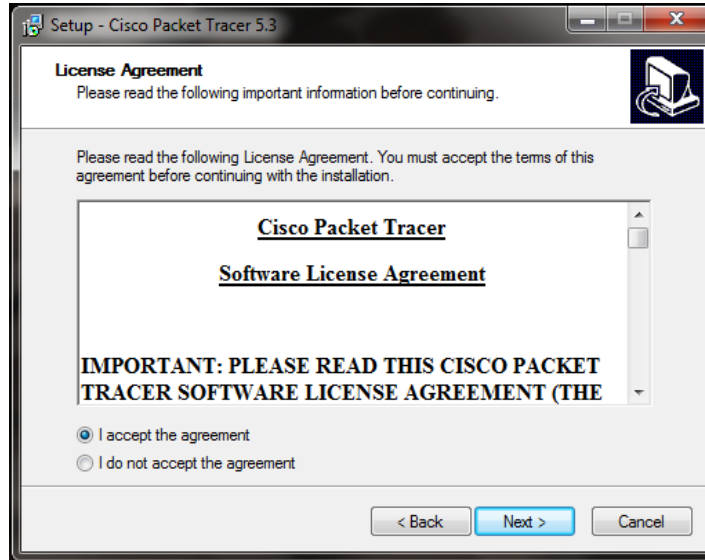 Setup - Cisco Packet Tracer 5.3
License Agreement
Please read the following important information before continuing.
Please read the following License Agreement. You must accept the terms of this
agreement before continuing with the installation.
Cisco Packet Tracer
Software License Agreement
IMPORTANT: PLEASE READ THIS CISCO PACKET
TRACER SOFTWARE LICENSE AGREEMENT (THE
I accept the agreement
I do not accept the agreement
< Back Next > Cancel